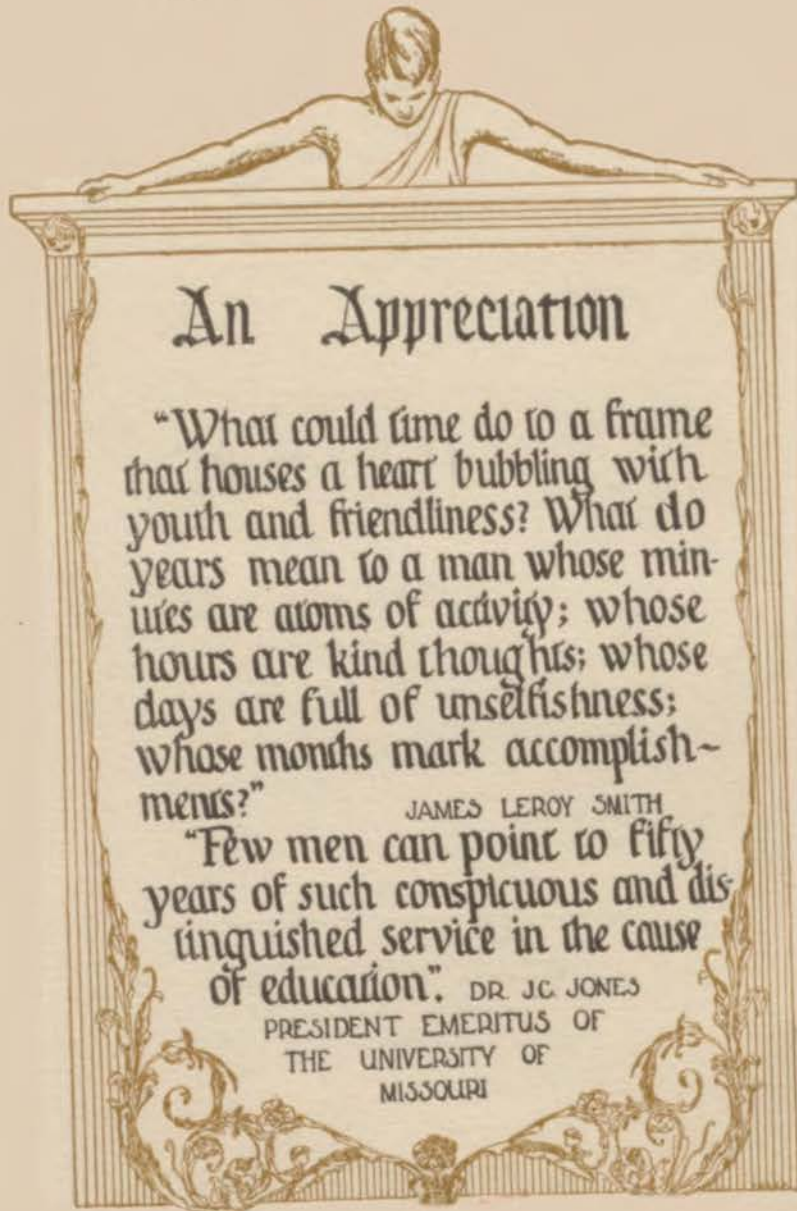 An Appreciation
"What could time do to a frame
that houses a heart bubbling with
youth and friendliness? What do
years mean to a man whose min-
utes are atoms of activity; whose
hours are kind thoughts; whose
days are full of unselfishness;
whose months mark accomplish~
ments?" JAMES LEROY SMITH
"Few men can point to fifty
years of such conspicuous and dis-
tinguished service in the cause
of education". DR. J.C. JONES
PRESIDENT EMERITUS OF
THE UNIVERSITY OF
MISSOURI